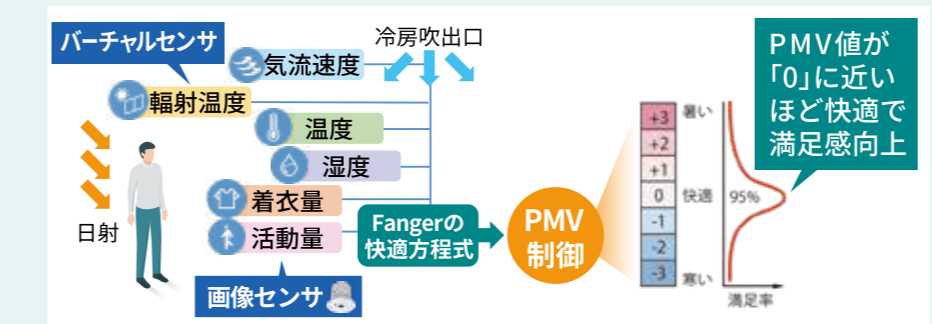 バーチャルセンサ
冷房吹出口
気流速度
輻射温度
温度
湿度
着衣量
活動量
日射
画像センサ
Fangerの
快適方程式
PMV
制御
+3
+2
+1
0
-1
-2
-3
暑い
快適
寒い
95%
満足率
PMV値が
「0」に近い
ほど快適で
満足感向上